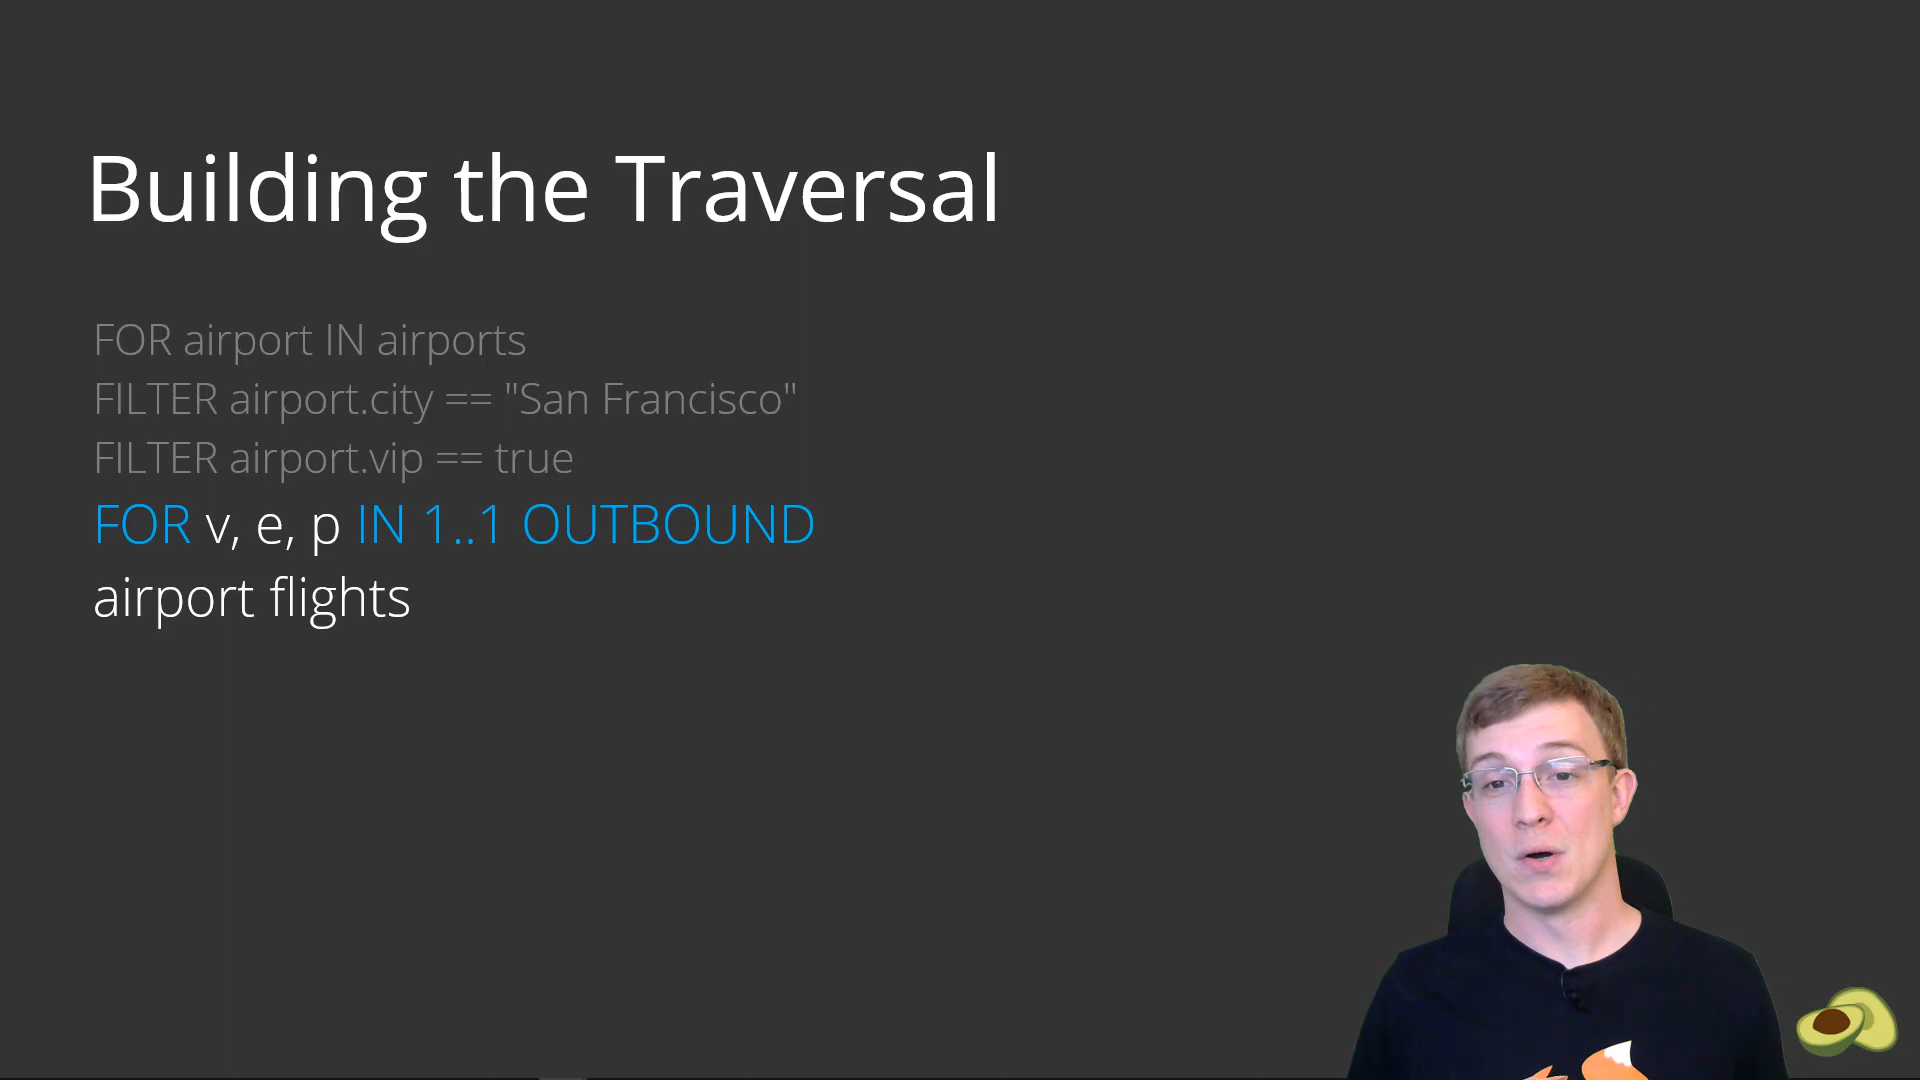 Building the Traversal
FOR airport IN airports
FILTER airport.city == "San Francisco"
FILTER airport.vip == true
FOR v, e, p IN 1..1 OUTBOUND
airport flights